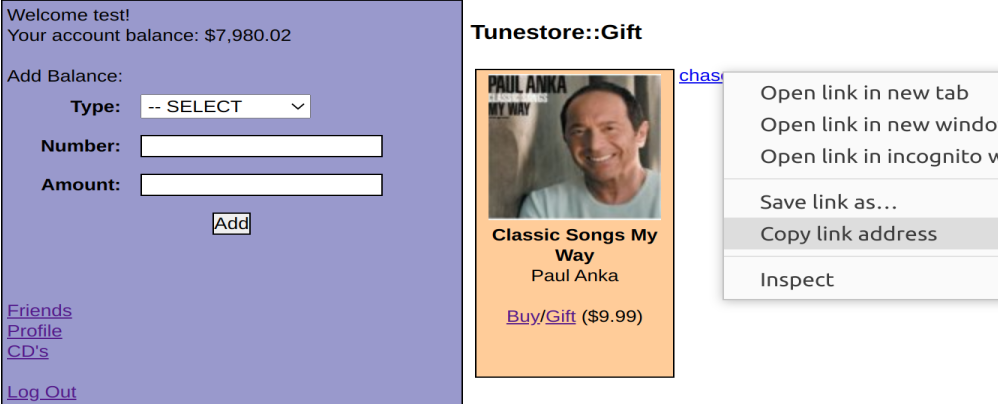 Welcome test!
Your account balance: $7,980.02
Add Balance:
Type: -- SELECT
Number:
Amount:
Add
Friends
Profile
CD's
Log Out
Tunestore::Gift
PAUL ANKA
CLASSIC SONGS
MY WAY
Classic Songs My
Way
Paul Anka
Buy/Gift ($9.99)
Open link in new tab
Open link in new
Open link in incognito
Save link as…
Copy link address
Inspect